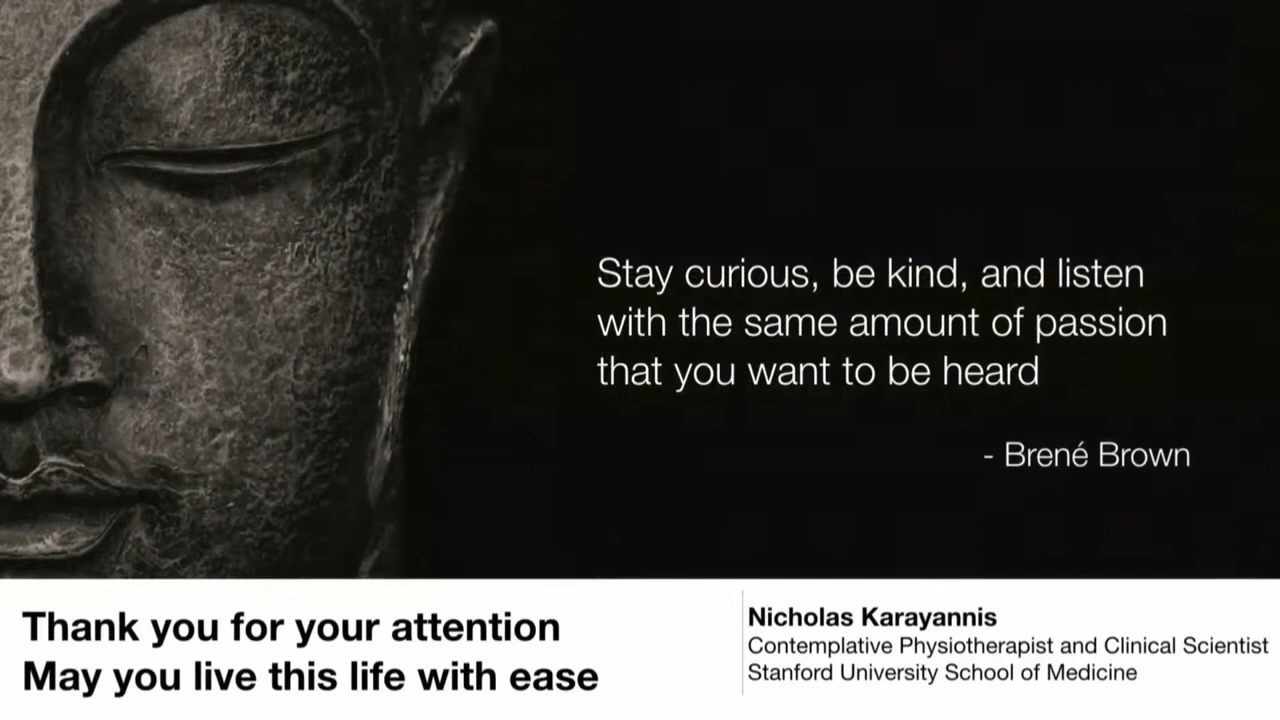 Stay curious, be kind, and listen
with the same amount of passion
that you want to be heard
- Brené Brown
Thank you for your attention
May you live this life with ease
Nicholas Karayannis
Contemplative Physiotherapist and Clinical Scientist
Stanford University School of Medicine